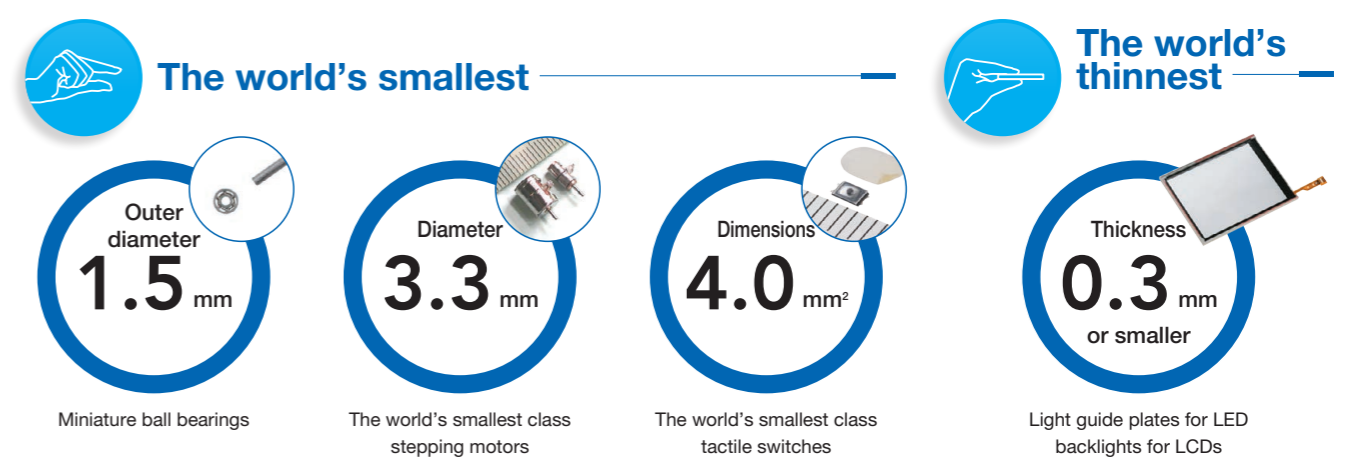 The world’s smallest
Outer
diameter
1.5 mm
Miniature ball bearings
Diameter
3.3 mm
The world’s smallest class
stepping motors
Dimensions
4.0 mm²
The world’s smallest class
tactile switches
The world’s
thinnest
Thickness
0.3 mm
or smaller
Light guide plates for LED
backlights for LCDs